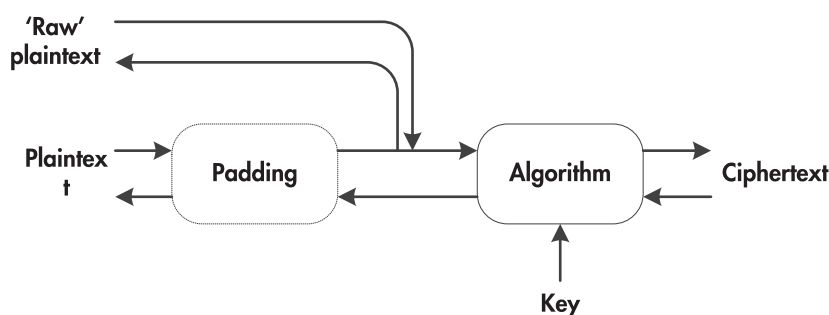 ‘Raw’
plaintext
Plaintex
t
Padding
Algorithm
Ciphertext
Key